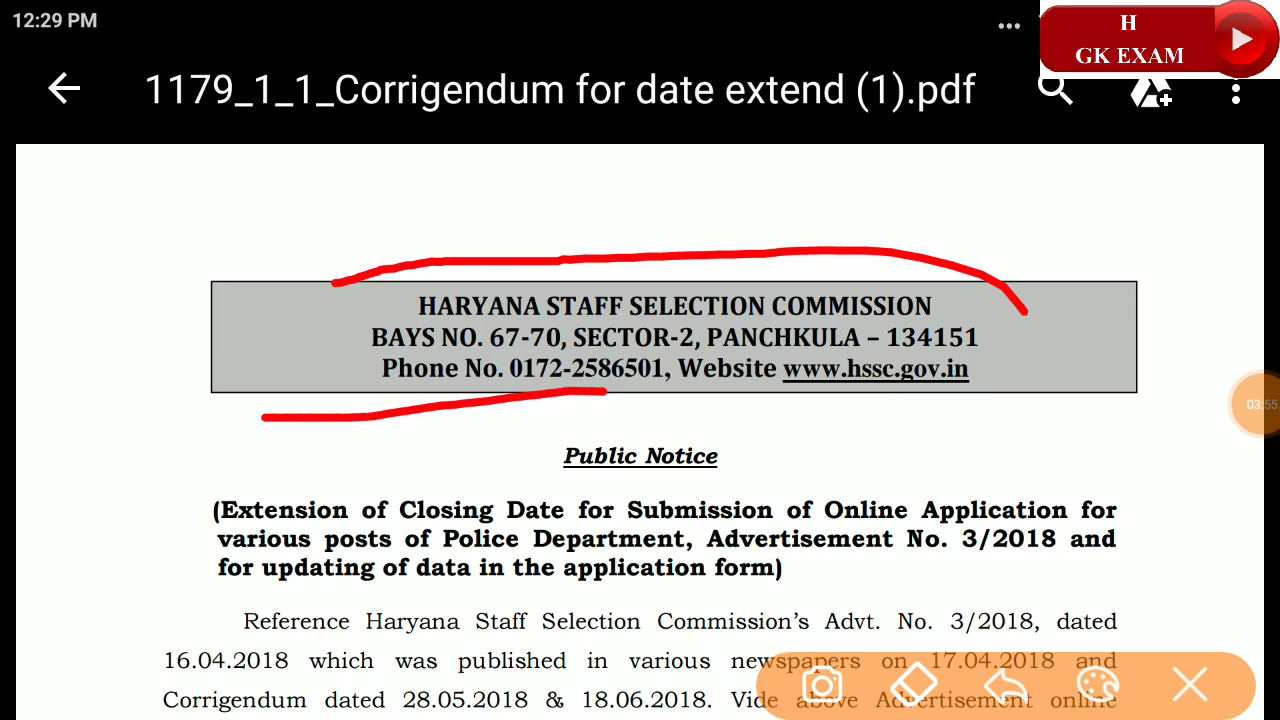 12:29 PM
H
GK EXAM
1179_1_1_Corrigendum for date extend (1).pdf
HARYANA STAFF SELECTION COMMISSION
BAYS NO. 67-70, SECTOR-2, PANCHKULA – 134151
Phone No. 0172-2586501, Website www.hssc.gov.in
03:55
Public Notice
(Extension of Closing Date for Submission of Online Application for
various posts of Police Department, Advertisement No. 3/2018 and
for updating of data in the application form)
Reference Haryana Staff Selection Commission's Advt. No. 3/2018, dated
16.04.2018 which was published in various newspapers on 17.04.2018 and
Corrigendum dated 28.05.2018 & 18.06.2018. Vide above Advertisement online